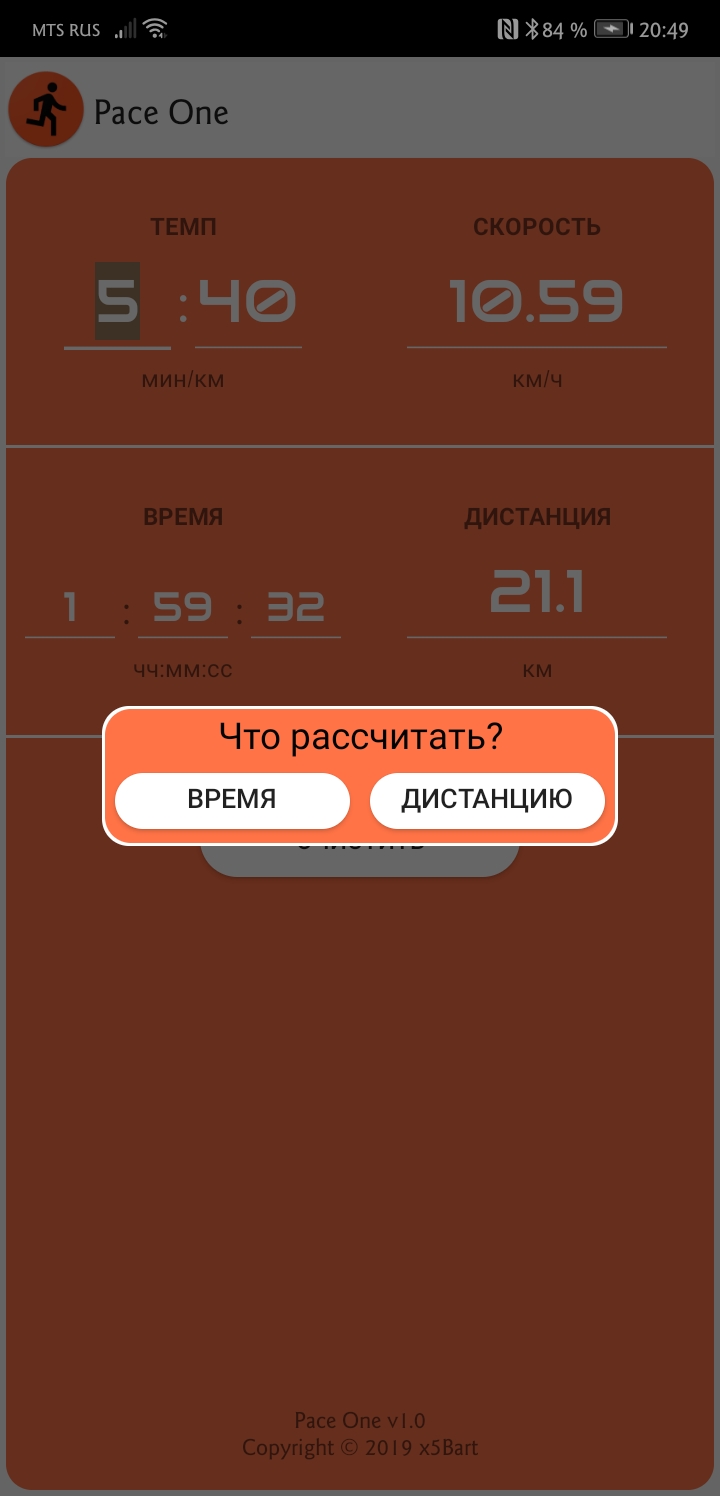 MTS RUS 84 % 20:49
Pace One
ТЕМП СКОРОСТЬ
5 : 40 10.59
мин/км км/ч
ВРЕМЯ ДИСТАНЦИЯ
1 : 59 : 32 21.1
чч:мм:сс км
Что рассчитать?
ВРЕМЯ ДИСТАНЦИЮ
Pace One v1.0
Copyright © 2019 x5Bart